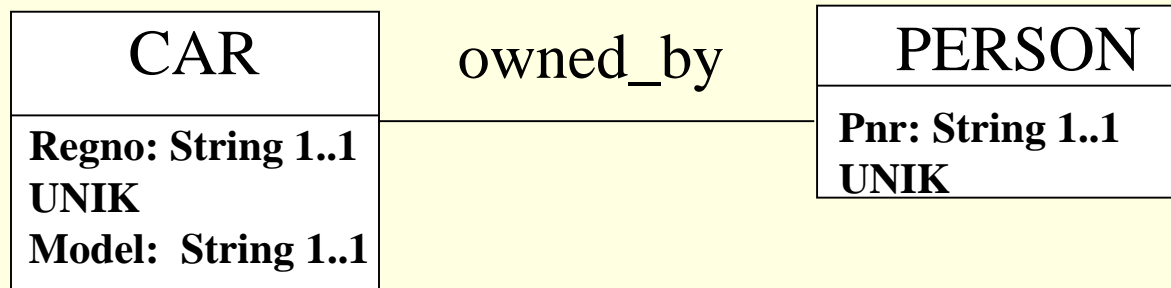 CAR
Regno: String 1..1
UNIK
Model: String 1..1
owned_by
PERSON
Pnr: String 1..1
UNIK